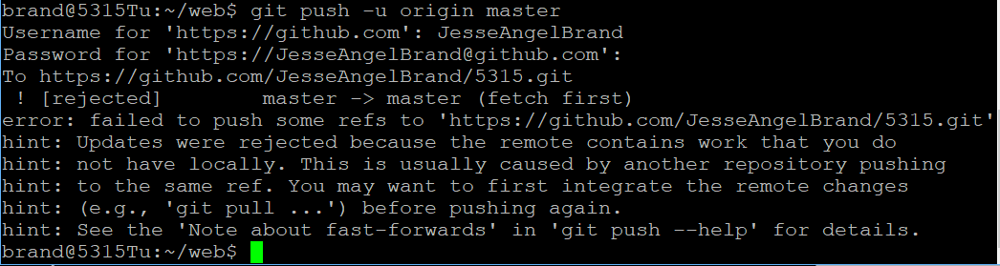 brand@5315Tu:~/web$ git push -u origin master
Username for 'https://github.com': JesseAngelBrand
Password for 'https://JesseAngelBrand@github.com':
To https://github.com/JesseAngelBrand/5315.git
 ! [rejected]        master -> master (fetch first)
error: failed to push some refs to 'https://github.com/JesseAngelBrand/5315.git'
hint: Updates were rejected because the remote contains work that you do
hint: not have locally. This is usually caused by another repository pushing
hint: to the same ref. You may want to first integrate the remote changes
hint: (e.g., 'git pull ...') before pushing again.
hint: See the 'Note about fast-forwards' in 'git push --help' for details.
brand@5315Tu:~/web$